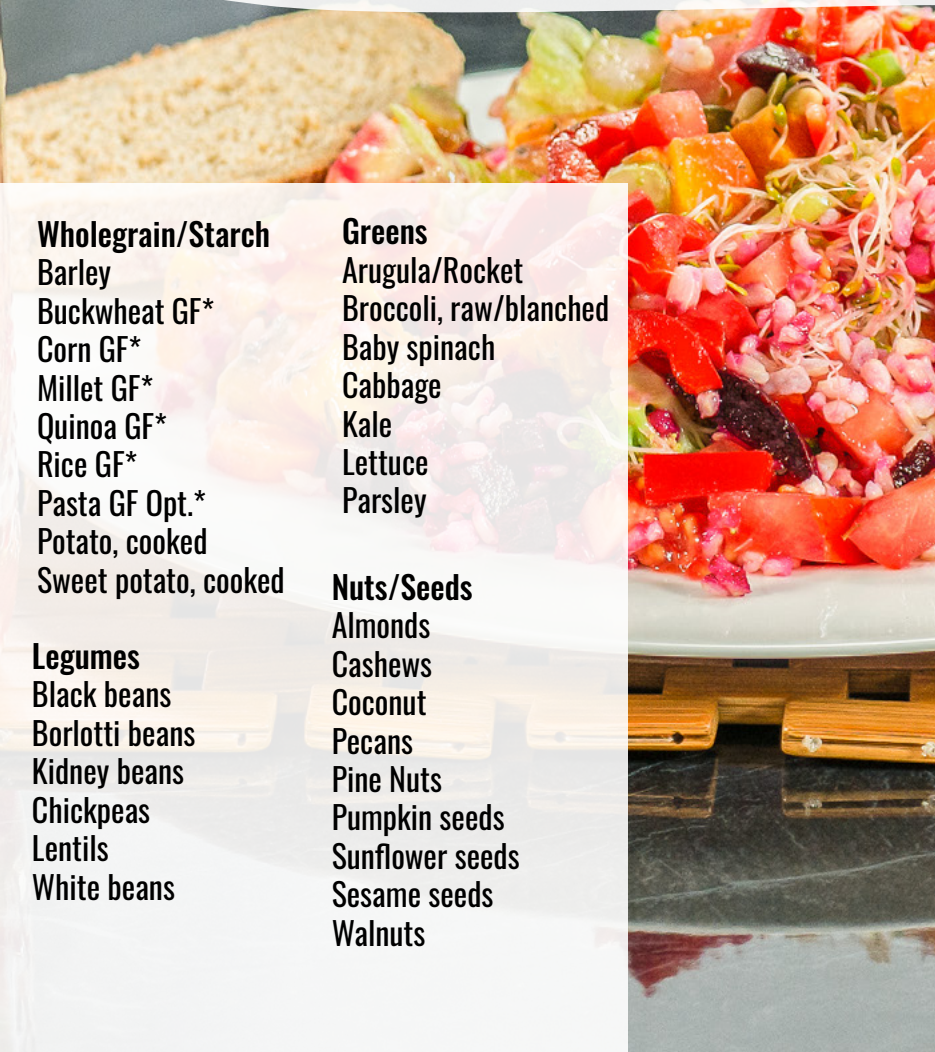 Wholegrain/Starch
Barley
Buckwheat GF*
Corn GF*
Millet GF*
Quinoa GF*
Rice GF*
Pasta GF Opt.*
Potato, cooked
Sweet potato, cooked
Legumes
Black beans
Borlotti beans
Kidney beans
Chickpeas
Lentils
White beans
Greens
Arugula/Rocket
Broccoli, raw/blanched
Baby spinach
Cabbage
Kale
Lettuce
Parsley
Nuts/Seeds
Almonds
Cashews
Coconut
Pecans
Pine Nuts
Pumpkin seeds
Sunflower seeds
Sesame seeds
Walnuts